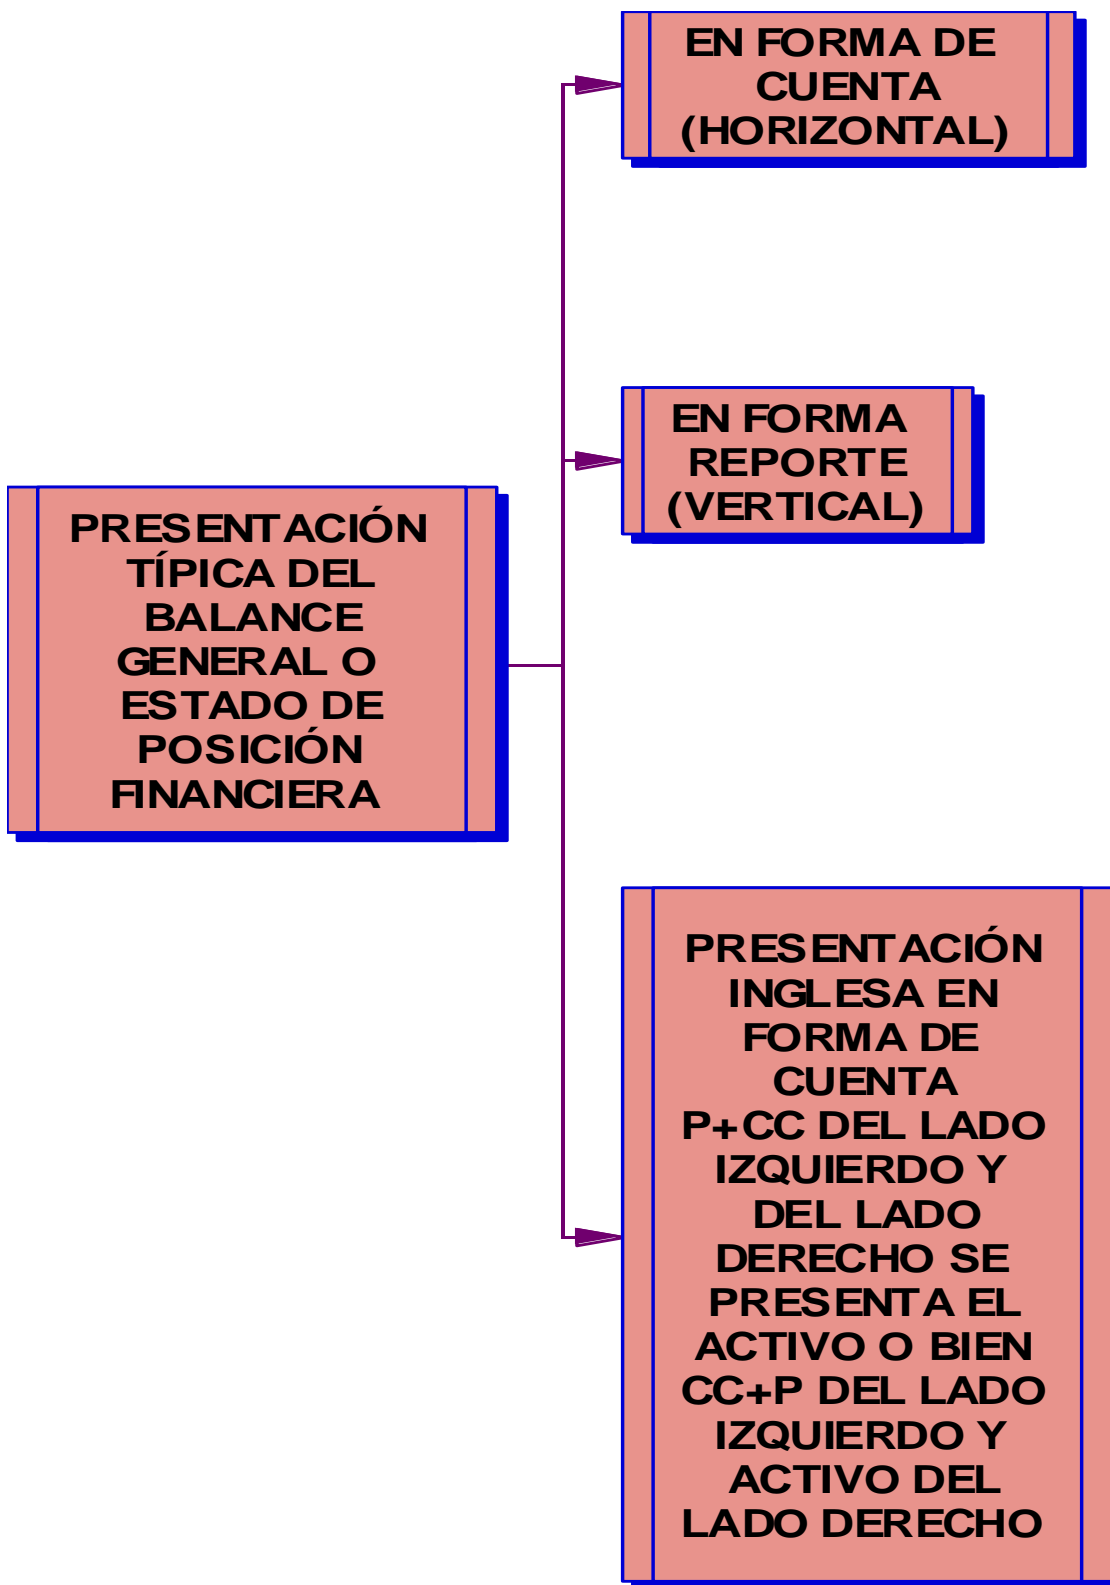 EN FORMA DE
CUENTA
(HORIZONTAL)
EN FORMA
REPORTE
(VERTICAL)
PRESENTACIÓN
TÍPICA DEL
BALANCE
GENERAL O
ESTADO DE
POSICIÓN
FINANCIERA
PRESENTACIÓN
INGLESA EN
FORMA DE
CUENTA
P+CC DEL LADO
IZQUIERDO Y
DEL LADO
DERECHO SE
PRESENTA EL
ACTIVO O BIEN
CC+P DEL LADO
IZQUIERDO Y
ACTIVO DEL
LADO DERECHO